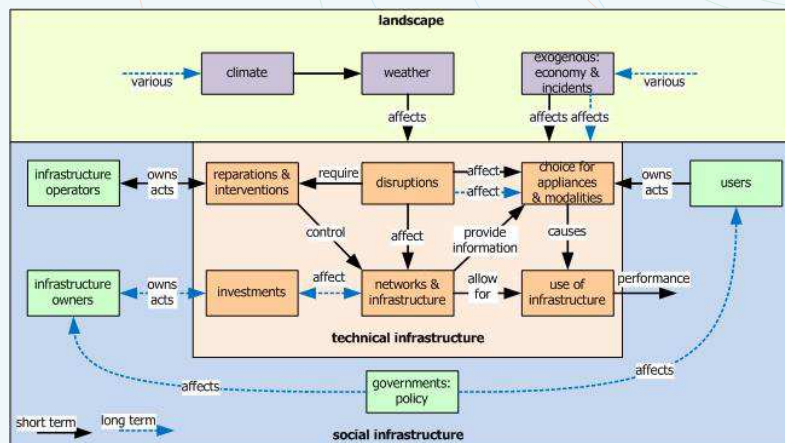 landscape
climate
weather
exogenous:
economy &
incidents
various
various
affects
affects
affects
infrastructure
operators
owns
acts
reparations &
interventions
require
disruptions
affect
affect
choice for
appliances
& modalities
owns
acts
users
control
affect
provide
information
causes
infrastructure
owners
owns
acts
investments
affect
networks &
infrastructure
allow
for
use of
infrastructure
performance
technical infrastructure
affects
governments:
policy
affects
short term
long term
social infrastructure